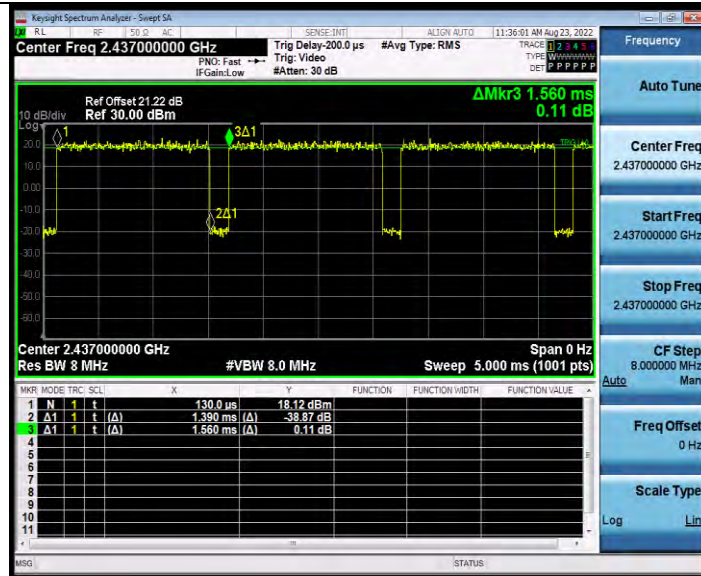 Keysight Spectrum Analyzer - Swept SA
RL RF 50 Ω AC SENSE:INT ALIGN AUTO 11:36:01 AM Aug 23, 2022
Center Freq 2.437000000 GHz
PNO: Fast
IFGain:Low
Trig Delay-200.0 µs
Trig: Video
#Atten: 30 dB
#Avg Type: RMS
TRACE 1 2 3 4 5 6
TYPE W
DET P P P P P P
Frequency
Auto Tune
Center Freq
2.437000000 GHz
Start Freq
2.437000000 GHz
Stop Freq
2.437000000 GHz
CF Step
8.000000 MHz
Auto Man
Freq Offset
0 Hz
Scale Type
Log Lin
Ref Offset 21.22 dB
10 dB/div Ref 30.00 dBm
Log
ΔMkr3 1.560 ms
0.11 dB
1
3Δ1
2Δ1
20.0
10.0
0.00
-10.0
-20.0
-30.0
-40.0
-50.0
-60.0
Center 2.437000000 GHz Span 0 Hz
Res BW 8 MHz #VBW 8.0 MHz Sweep 5.000 ms (1001 pts)
MKR MODE TRC SCL X Y FUNCTION FUNCTION WIDTH FUNCTION VALUE
1 N 1 t 130.0 µs 18.12 dBm
2 Δ1 1 t (Δ) 1.390 ms (Δ) -38.87 dB
3 Δ1 1 t (Δ) 1.560 ms (Δ) 0.11 dB
4
5
6
7
8
9
10
11
MSG STATUS